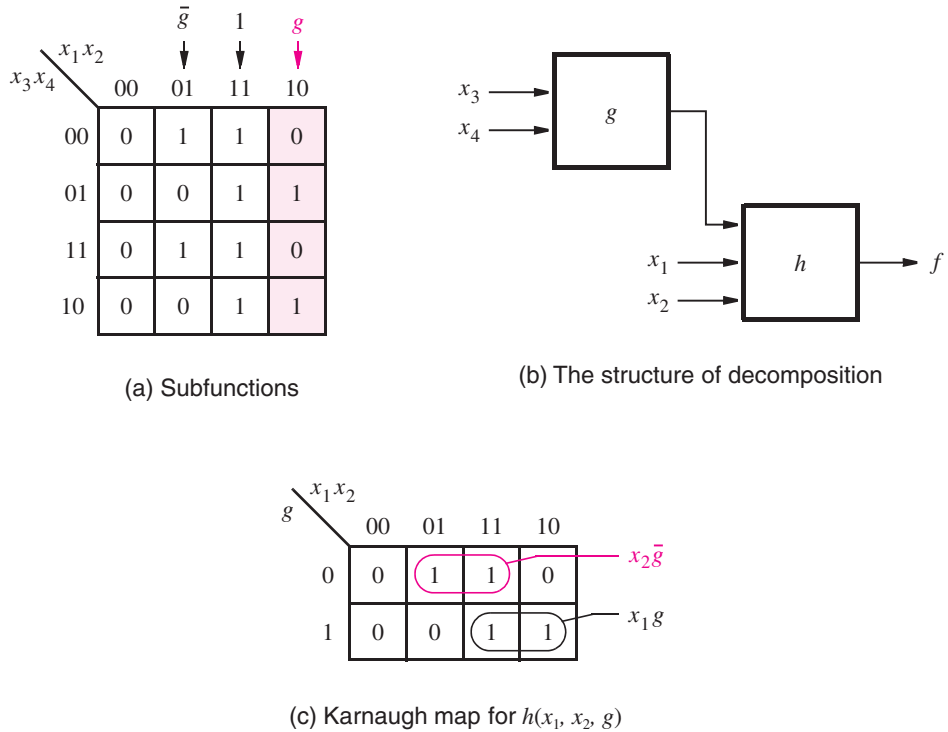 g̅ 1 g
x₁x₂
x₃x₄
00 01 11 10
00 0 1 1 0
01 0 0 1 1
11 0 1 1 0
10 0 0 1 1
(a) Subfunctions
x₃
x₄
g
x₁
x₂
h
f
(b) The structure of decomposition
x₁x₂
g
00 01 11 10
0 0 1 1 0
x₂g̅
1 0 0 1 1
x₁g
(c) Karnaugh map for h(x₁, x₂, g)